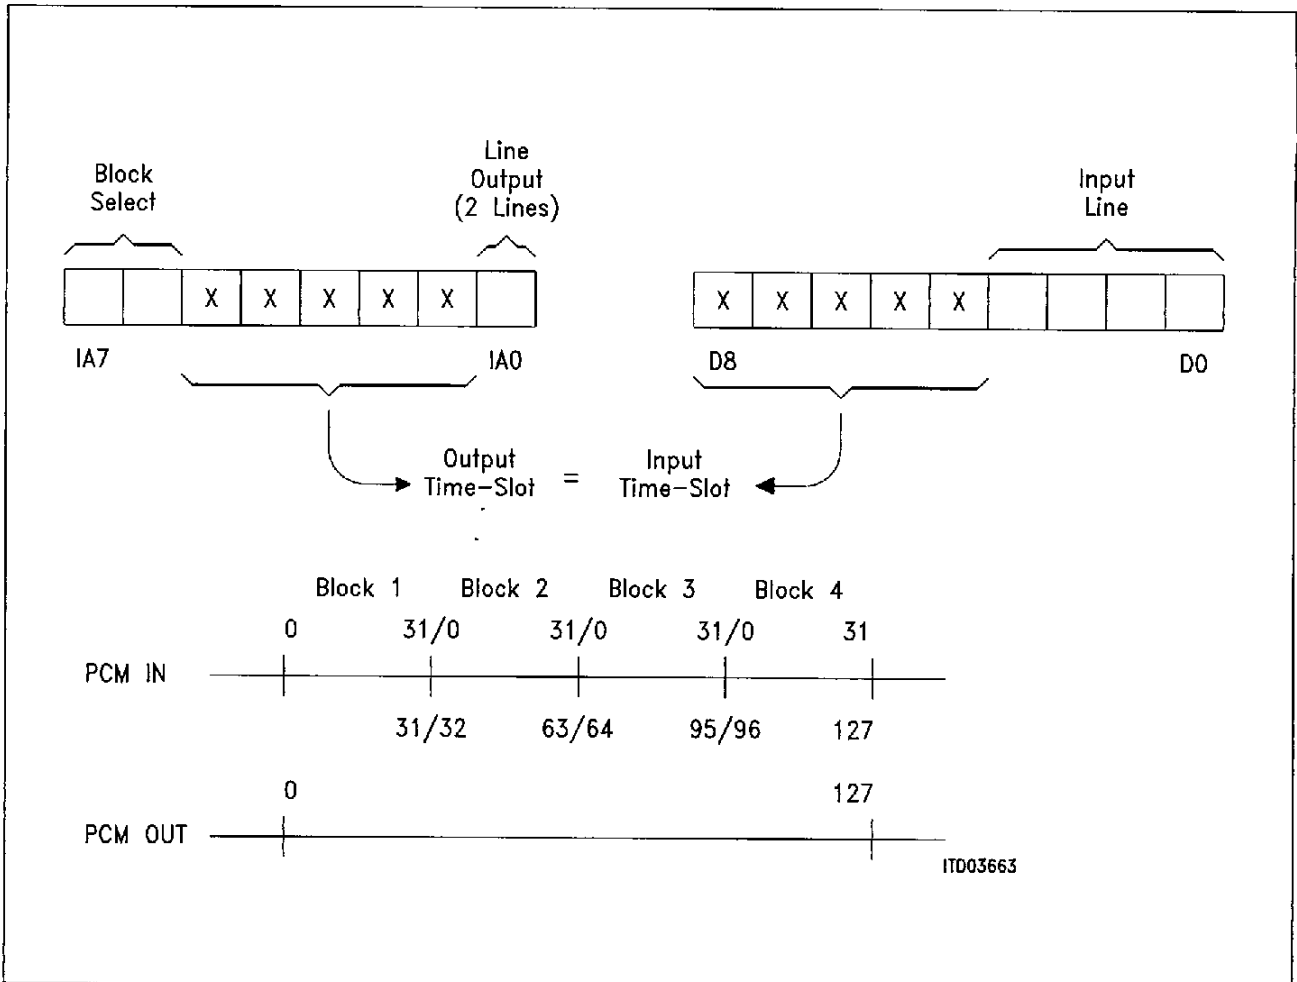 Block
Select
Line
Output
(2 Lines)
Input
Line
X X X X X
X X X X X
IA7
IA0
D8
D0
Output
Time-Slot
=
Input
Time-Slot
Block 1 Block 2 Block 3 Block 4
0 31/0 31/0 31/0 31
PCM IN
31/32 63/64 95/96 127
0 127
PCM OUT
ITD03663